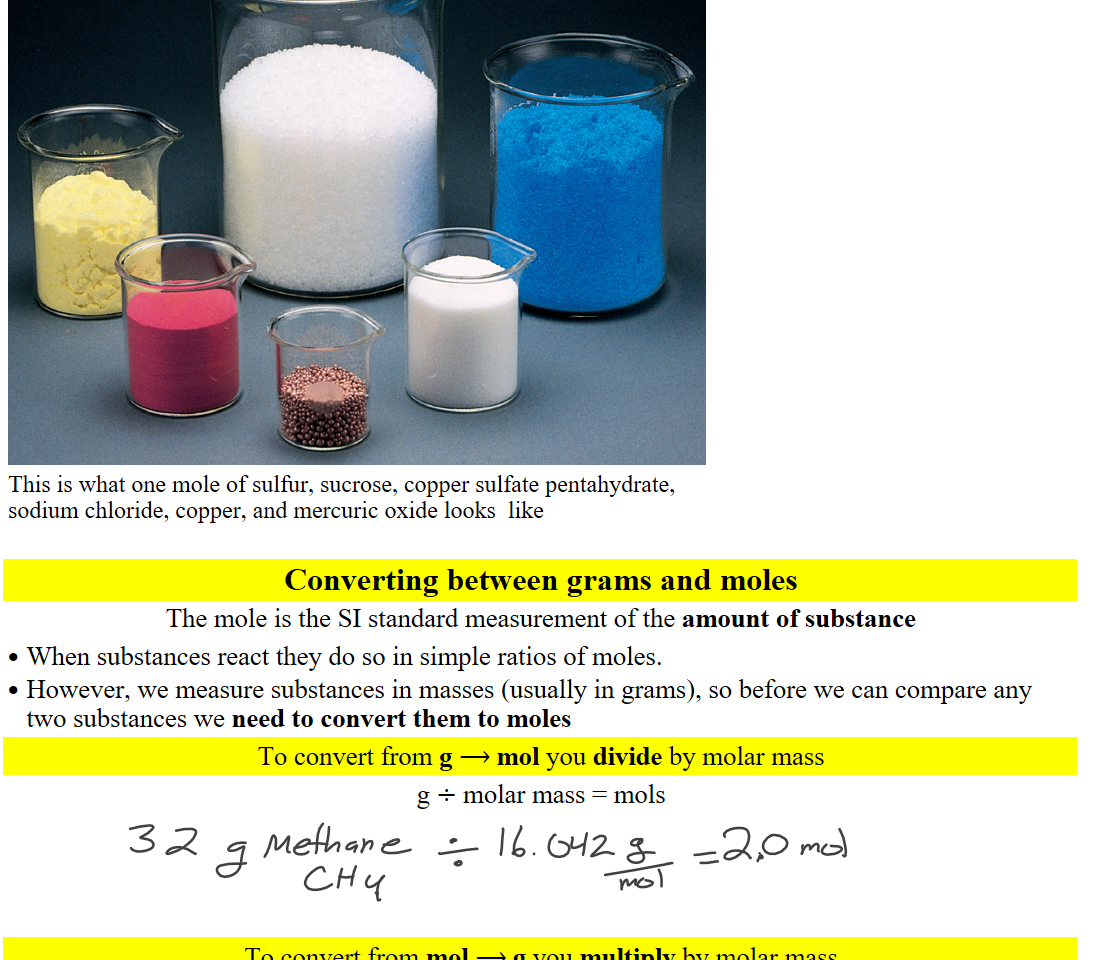 This is what one mole of sulfur, sucrose, copper sulfate pentahydrate,
sodium chloride, copper, and mercuric oxide looks like
Converting between grams and moles
The mole is the SI standard measurement of the amount of substance
• When substances react they do so in simple ratios of moles.
• However, we measure substances in masses (usually in grams), so before we can compare any
two substances we need to convert them to moles
To convert from g → mol you divide by molar mass
g ÷ molar mass = mols
32 g Methane ÷ 16.042 g = 2.0 mol
CH4 mol
To convert from mol → g you multiply by molar mass